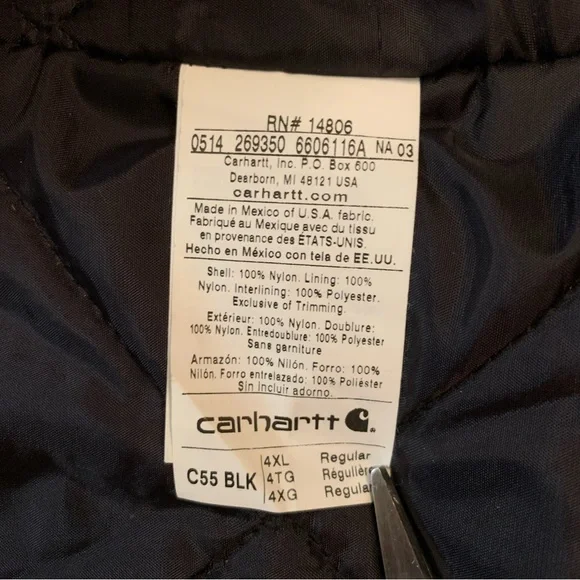 RN# 14806
0514 269350 6606116A NA 03
Carhartt, Inc. P.O. Box 600
Dearborn, MI 48121 USA
carhartt.com
Made in Mexico of U.S.A. fabric.
Fabriqué au Mexique avec du tissu
en provenance des ÉTATS-UNIS.
Hecho en México con tela de EE.UU.
Shell: 100% Nylon. Lining: 100%
Nylon. Interlining: 100% Polyester.
Exclusive of Trimming.
Extérieur: 100% Nylon. Doublure:
100% Nylon. Entredoublure: 100% Polyester
Sans garniture
Armazón: 100% Nilón. Forro: 100%
Nilón. Forro entrelazado: 100% Poliéster
Sin incluir adorno.
carhartt
C55 BLK
4XL Regular
4TG Régulière
4XG Regular